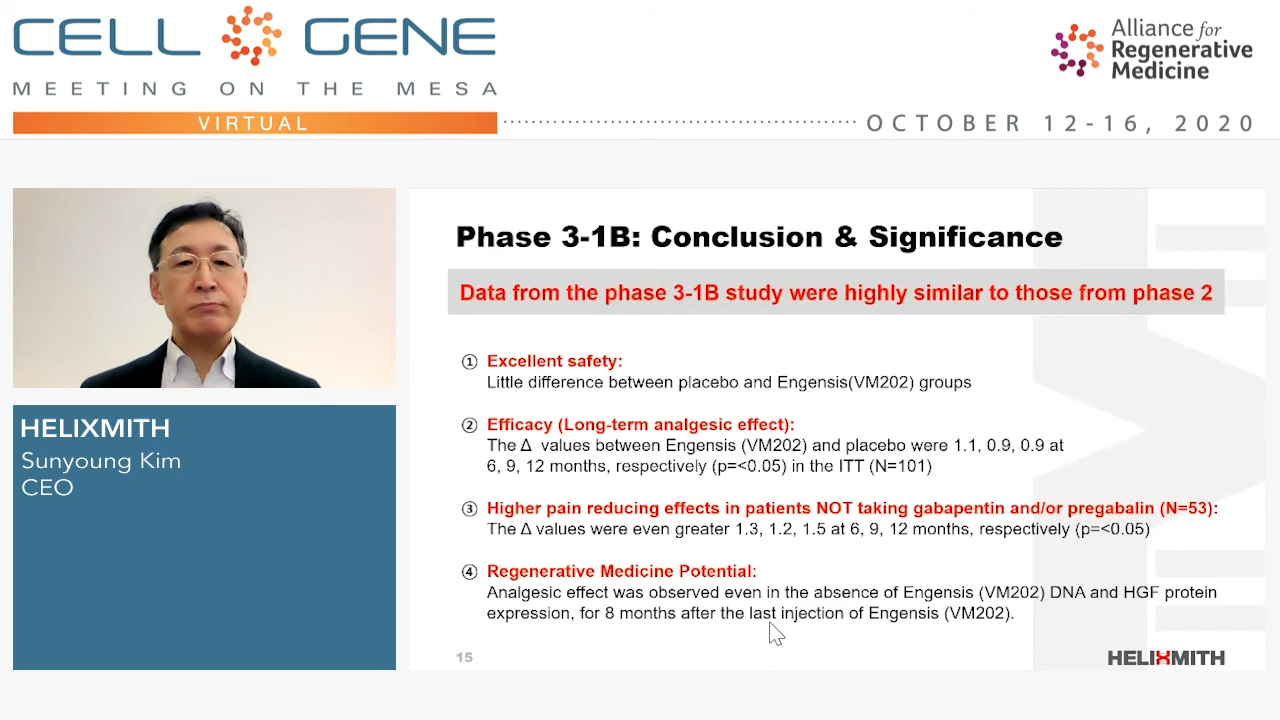 CELL GENE
MEETING ON THE MESA
VIRTUAL
Alliance for
Regenerative
Medicine
OCTOBER 12-16, 2020
HELIXMITH
Sunyoung Kim
CEO
Phase 3-1B: Conclusion & Significance
Data from the phase 3-1B study were highly similar to those from phase 2
① Excellent safety:
Little difference between placebo and Engensis(VM202) groups
② Efficacy (Long-term analgesic effect):
The Δ values between Engensis (VM202) and placebo were 1.1, 0.9, 0.9 at
6, 9, 12 months, respectively (p=<0.05) in the ITT (N=101)
③ Higher pain reducing effects in patients NOT taking gabapentin and/or pregabalin (N=53):
The Δ values were even greater 1.3, 1.2, 1.5 at 6, 9, 12 months, respectively (p=<0.05)
④ Regenerative Medicine Potential:
Analgesic effect was observed even in the absence of Engensis (VM202) DNA and HGF protein
expression, for 8 months after the last injection of Engensis (VM202).
15
HELIXMITH